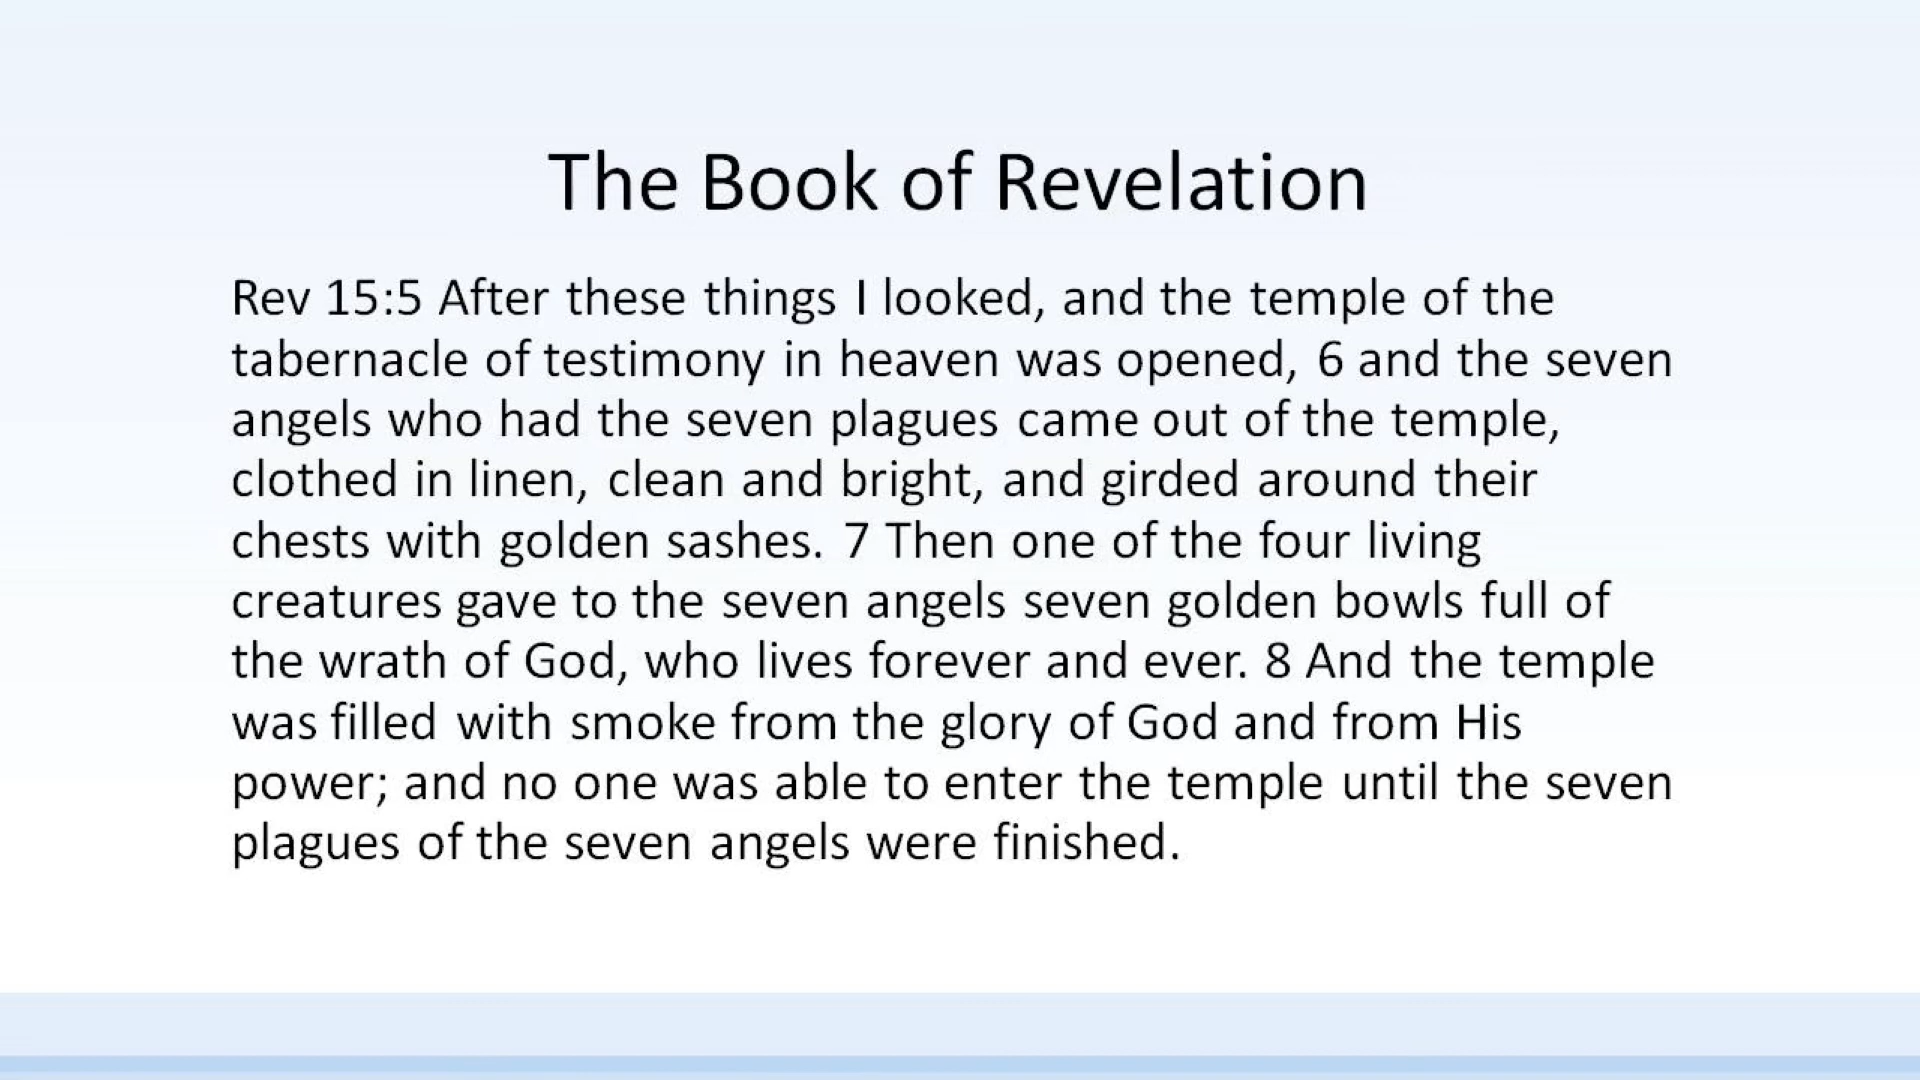 The Book of Revelation
Rev 15:5 After these things I looked, and the temple of the
tabernacle of testimony in heaven was opened, 6 and the seven
angels who had the seven plagues came out of the temple,
clothed in linen, clean and bright, and girded around their
chests with golden sashes. 7 Then one of the four living
creatures gave to the seven angels seven golden bowls full of
the wrath of God, who lives forever and ever. 8 And the temple
was filled with smoke from the glory of God and from His
power; and no one was able to enter the temple until the seven
plagues of the seven angels were finished.